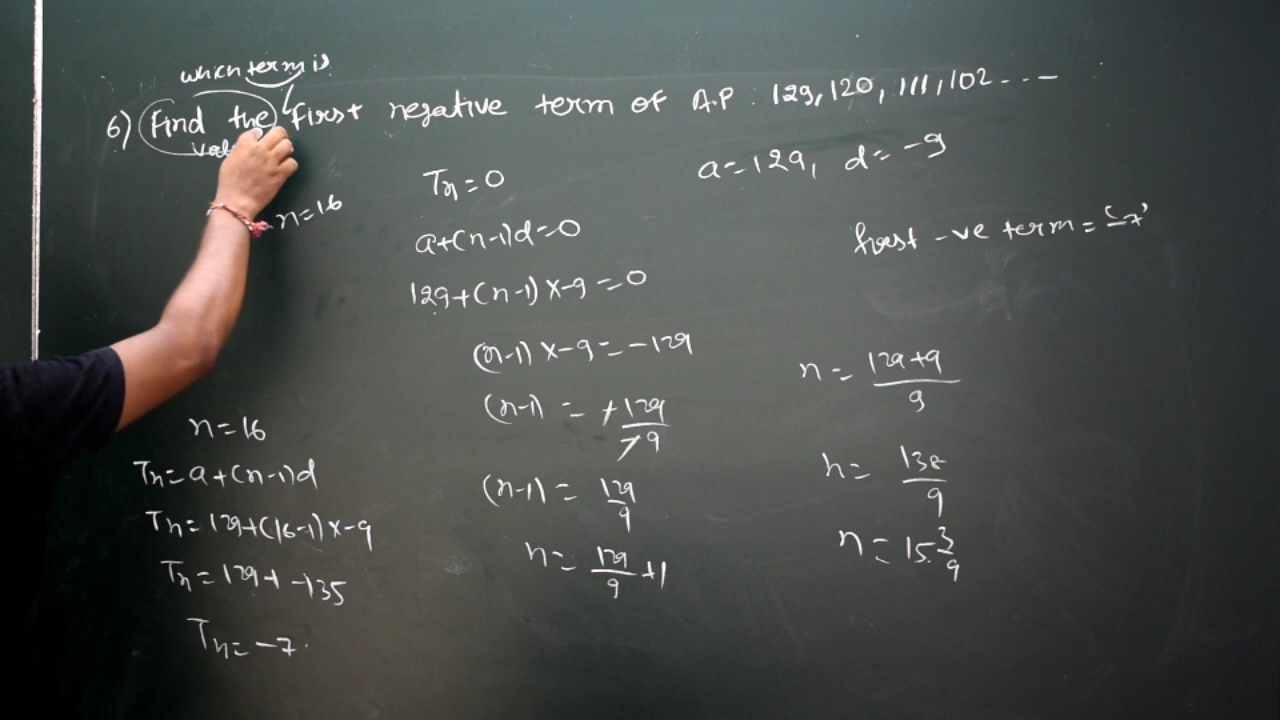 which term is
6) Find the first negative term of A.P : 129, 120, 111, 102 ...
a=129, d=-9
Tn=0
n=16
a+(n-1)d=0
first -ve term = '-7'
129+(n-1)x-9=0
(n-1)x-9=-129
(n-1) = +129/+9
(n-1) = 129/9
n = 129/9 +1
n = 129+9/9
n = 138/9
n = 15 3/9
n=16
Tn=a+(n-1)d
Tn=129+(16-1)x-9
Tn=129+-135
Tn=-7.